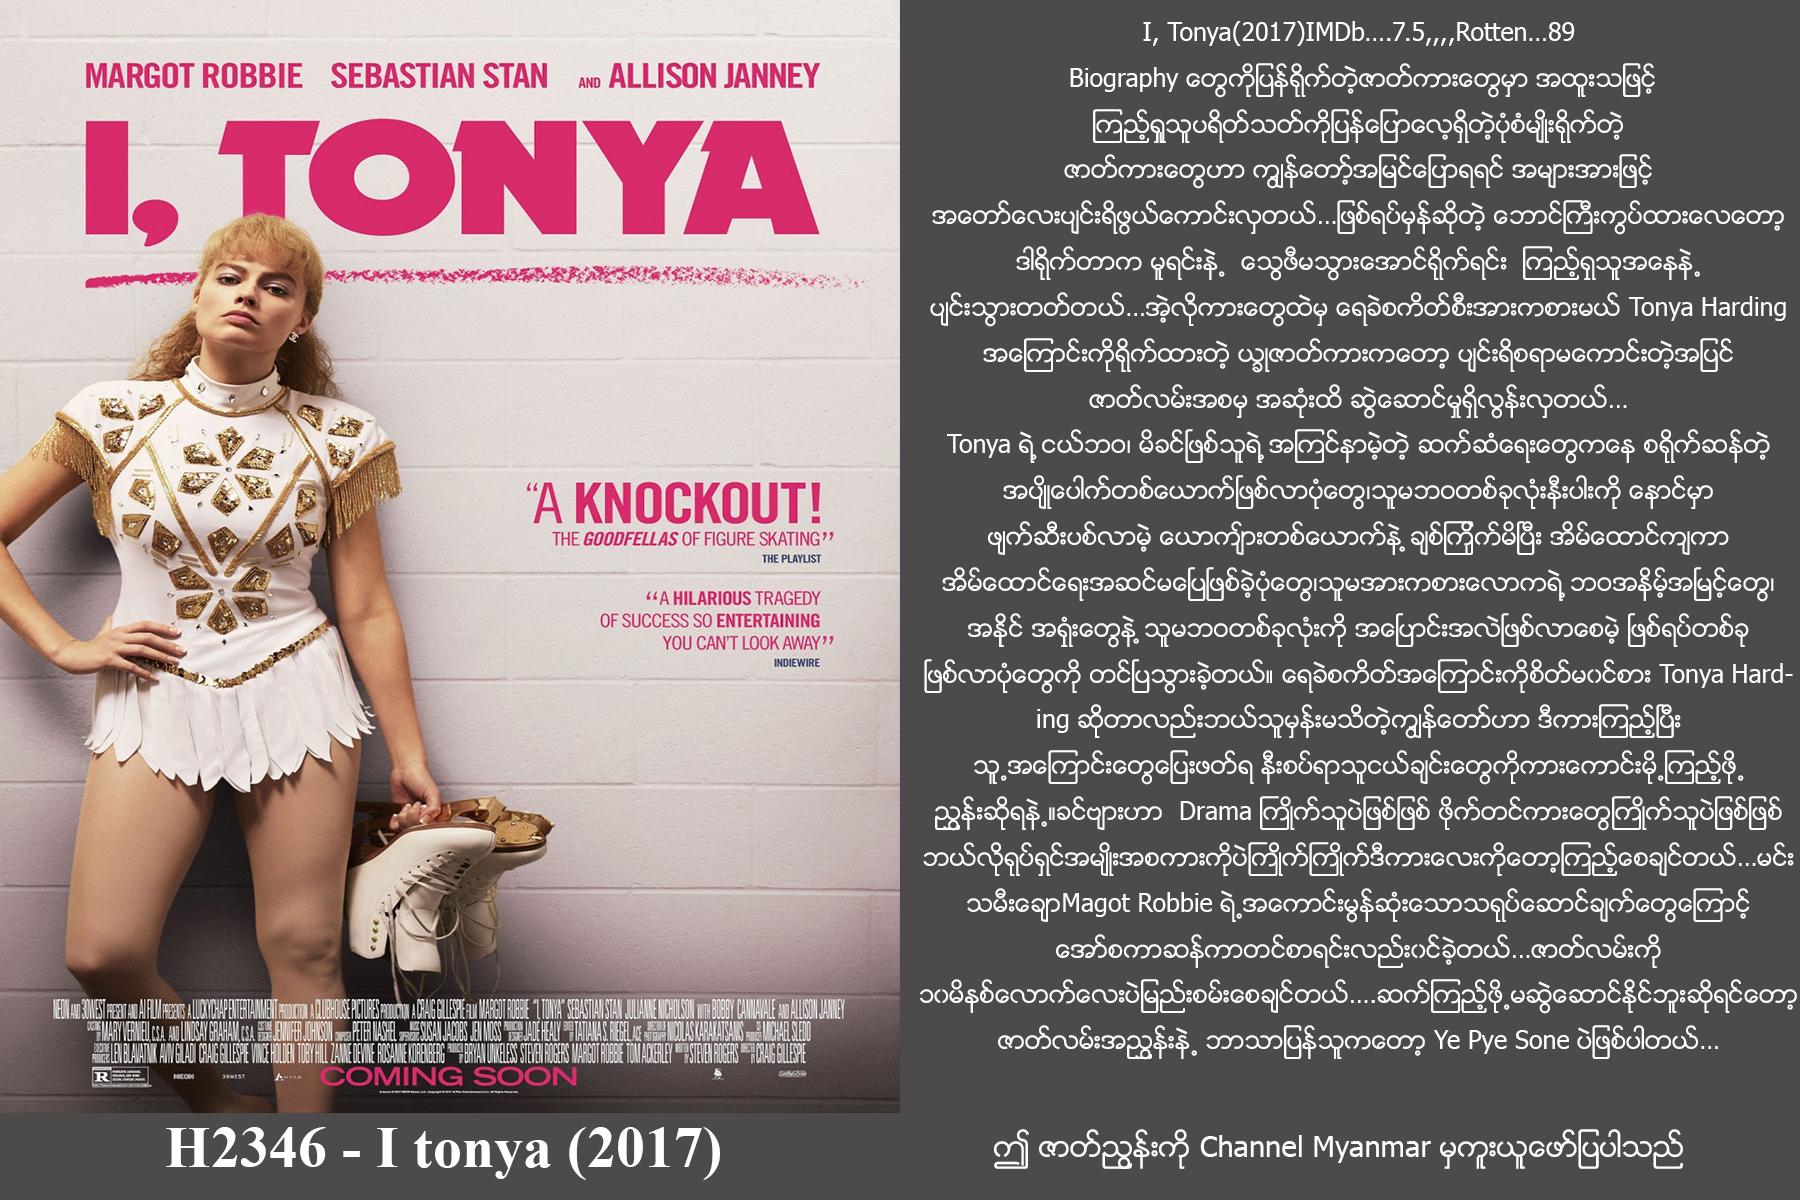 MARGOT ROBBIE SEBASTIAN STAN AND ALLISON JANNEY
I, TONYA
“A KNOCKOUT!
THE GOODFELLAS OF FIGURE SKATING”
THE PLAYLIST
“A HILARIOUS TRAGEDY
OF SUCCESS SO ENTERTAINING
YOU CAN'T LOOK AWAY”
INDIEWIRE
COMING SOON
H2346 - I tonya (2017)
I, Tonya(2017)IMDb....7.5,,,,Rotten...89
Biography တွေကိုပြန်ရိုက်တဲ့ဇာတ်ကားတွေမှာ အထူးသဖြင့်
ကြည့်ရှုသူပရိတ်သတ်ကိုပြန်ပြောလေ့ရှိတဲ့ပုံစံမျိုးရိုက်တဲ့
ဇာတ်ကားတွေဟာ ကျွန်တော့်အမြင်ပြောရရင် အများအားဖြင့်
အတော်လေးပျင်းရိဖွယ်ကောင်းလှတယ်...ဖြစ်ရပ်မှန်ဆိုတဲ့ ဘောင်ကြီးကွပ်ထားလေတော့
ဒါရိုက်တာက မူရင်းနဲ့ သွေဖီမသွားအောင်ရိုက်ရင်း ကြည့်ရှုသူအနေနဲ့
ပျင်းသွားတတ်တယ်...အဲ့လိုကားတွေထဲမှ ရေခဲစကိတ်စီးအားကစားမယ် Tonya Harding
အကြောင်းကိုရိုက်ထားတဲ့ ယ္ခုဇာတ်ကားကတော့ ပျင်းရိစရာမကောင်းတဲ့အပြင်
ဇာတ်လမ်းအစမှ အဆုံးထိ ဆွဲဆောင်မှုရှိလွန်းလှတယ်...
Tonya ရဲ့ ငယ်ဘဝ၊ မိခင်ဖြစ်သူရဲ့ အကြင်နာမဲ့တဲ့ ဆက်ဆံရေးတွေကနေ စရိုက်ဆန်တဲ့
အပျိုပေါက်တစ်ယောက်ဖြစ်လာပုံတွေ၊သူမဘဝတစ်ခုလုံးနီးပါးကို နောင်မှာ
ဖျက်ဆီးပစ်လာမဲ့ ယောကျ်ားတစ်ယောက်နဲ့ ချစ်ကြိုက်မိပြီး အိမ်ထောင်ကျကာ
အိမ်ထောင်ရေးအဆင်မပြေဖြစ်ခဲ့ပုံတွေ၊သူမအားကစားလောကရဲ့ ဘဝအနိမ့်အမြင့်တွေ၊
အနိုင် အရှုံးတွေနဲ့ သူမဘဝတစ်ခုလုံးကို အပြောင်းအလဲဖြစ်လာစေမဲ့ ဖြစ်ရပ်တစ်ခု
ဖြစ်လာပုံတွေကို တင်ပြသွားခဲ့တယ်။ ရေခဲစကိတ်အကြောင်းကိုစိတ်မ၀င်စား Tonya Hard-
ing ဆိုတာလည်းဘယ်သူမှန်းမသိတဲ့ကျွန်တော်ဟာ ဒီကားကြည့်ပြီး
သူ့အကြောင်းတွေပြေးဖတ်ရ နီးစပ်ရာသူငယ်ချင်းတွေကိုကားကောင်းမို့ကြည့်ဖို့
ညွှန်းဆိုရနဲ့။ခင်ဗျားဟာ Drama ကြိုက်သူပဲဖြစ်ဖြစ် ဖိုက်တင်ကားတွေကြိုက်သူပဲဖြစ်ဖြစ်
ဘယ်လိုရုပ်ရှင်အမျိုးအစကားကိုပဲကြိုက်ကြိုက်ဒီကားလေးကိုတော့ကြည့်စေချင်တယ်...မင်း
သမီးချောMagot Robbie ရဲ့အကောင်းမွန်ဆုံးသောသရုပ်ဆောင်ချက်တွေကြောင့်
အော်စကာဆန်ကာတင်စာရင်းလည်း၀င်ခဲ့တယ်...ဇာတ်လမ်းကို
၁၀မိနစ်လောက်လေးပဲမြည်းစမ်းစေချင်တယ်....ဆက်ကြည့်ဖို့မဆွဲဆောင်နိုင်ဘူးဆိုရင်တော့
ဇာတ်လမ်းအညွှန်းနဲ့ ဘာသာပြန်သူကတော့ Ye Pye Sone ပဲဖြစ်ပါတယ်...
ဤ ဇာတ်ညွှန်းကို Channel Myanmar မှကူးယူဖော်ပြပါသည်